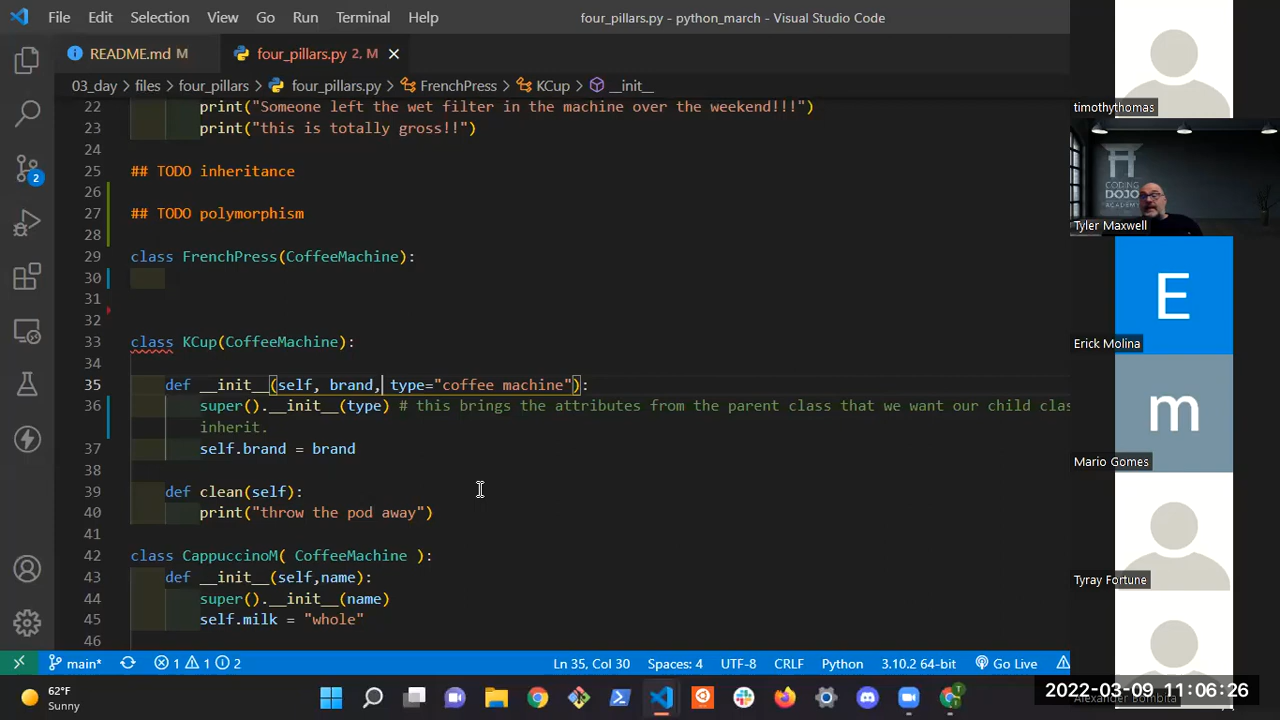 File Edit Selection View Go Run Terminal Help four_pillars.py - python_march - Visual Studio Code
README.md M four_pillars.py 2, M
03_day files four_pillars four_pillars.py FrenchPress KCup __init__
22 print("Someone left the wet filter in the machine over the weekend!!!")
23 print("this is totally gross!!")
24
25 ## TODO inheritance
26
27 ## TODO polymorphism
28
29 class FrenchPress(CoffeeMachine):
30
31
32
33 class KCup(CoffeeMachine):
34
35 def __init__(self, brand, type="coffee machine"):
36 super().__init__(type) # this brings the attributes from the parent class that we want our child clas
inherit.
37 self.brand = brand
38
39 def clean(self):
40 print("throw the pod away")
41
42 class CappuccinoM( CoffeeMachine ):
43 def __init__(self,name):
44 super().__init__(name)
45 self.milk = "whole"
46
2
main* 1 1 2 Ln 35, Col 30 Spaces: 4 UTF-8 CRLF Python 3.10.2 64-bit Go Live
62°F
Sunny
timothythomas
CODING
DOJO
ACADEMY
Tyler Maxwell
E
Erick Molina
m
Mario Gomes
Tyray Fortune
Alexander Bombita
2022-03-09 11:06:26